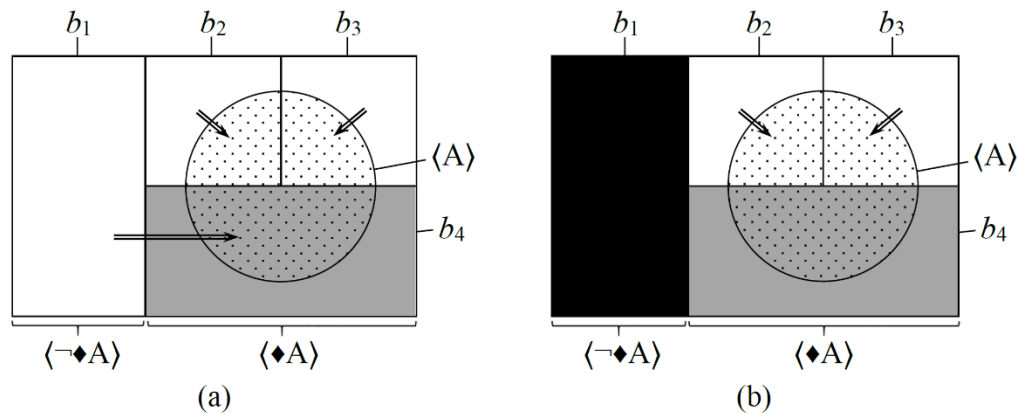 b₁ b₂ b₃ b₁ b₂ b₃
⟨A⟩ ⟨A⟩
b₄ b₄
⟨¬♦A⟩ ⟨♦A⟩ ⟨¬♦A⟩ ⟨♦A⟩
(a) (b)